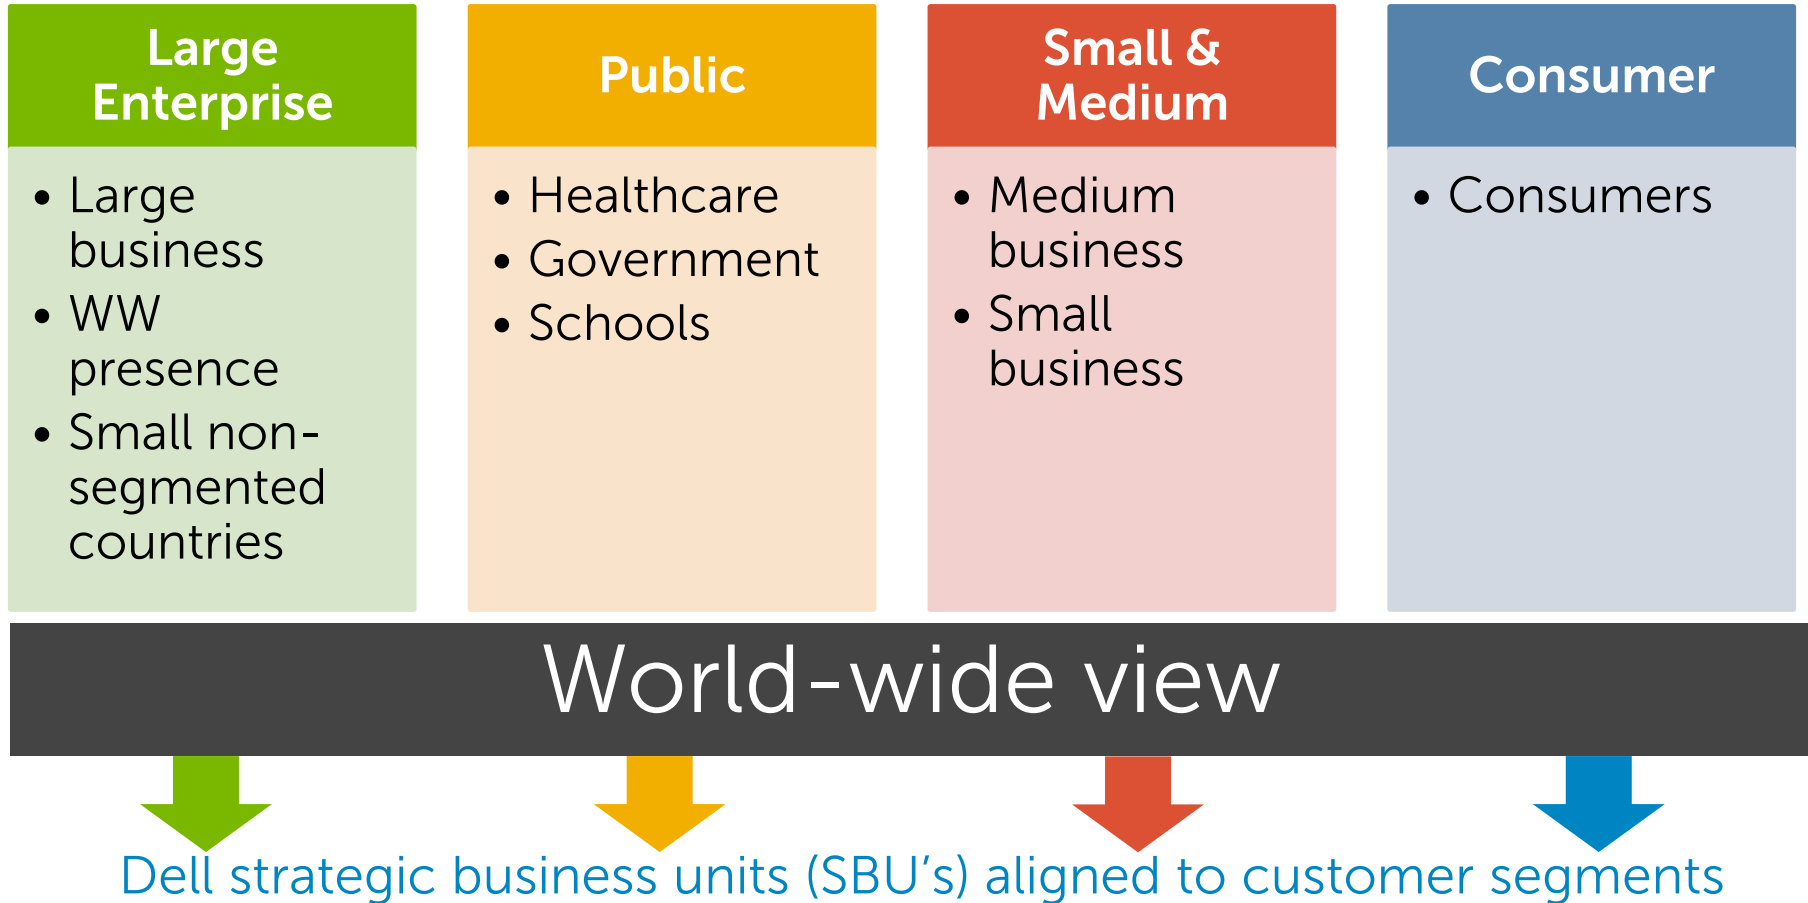 Large
Enterprise
• Large
business
• WW
presence
• Small non-
segmented
countries
Public
• Healthcare
• Government
• Schools
Small &
Medium
• Medium
business
• Small
business
Consumer
• Consumers
World-wide view
Dell strategic business units (SBU's) aligned to customer segments